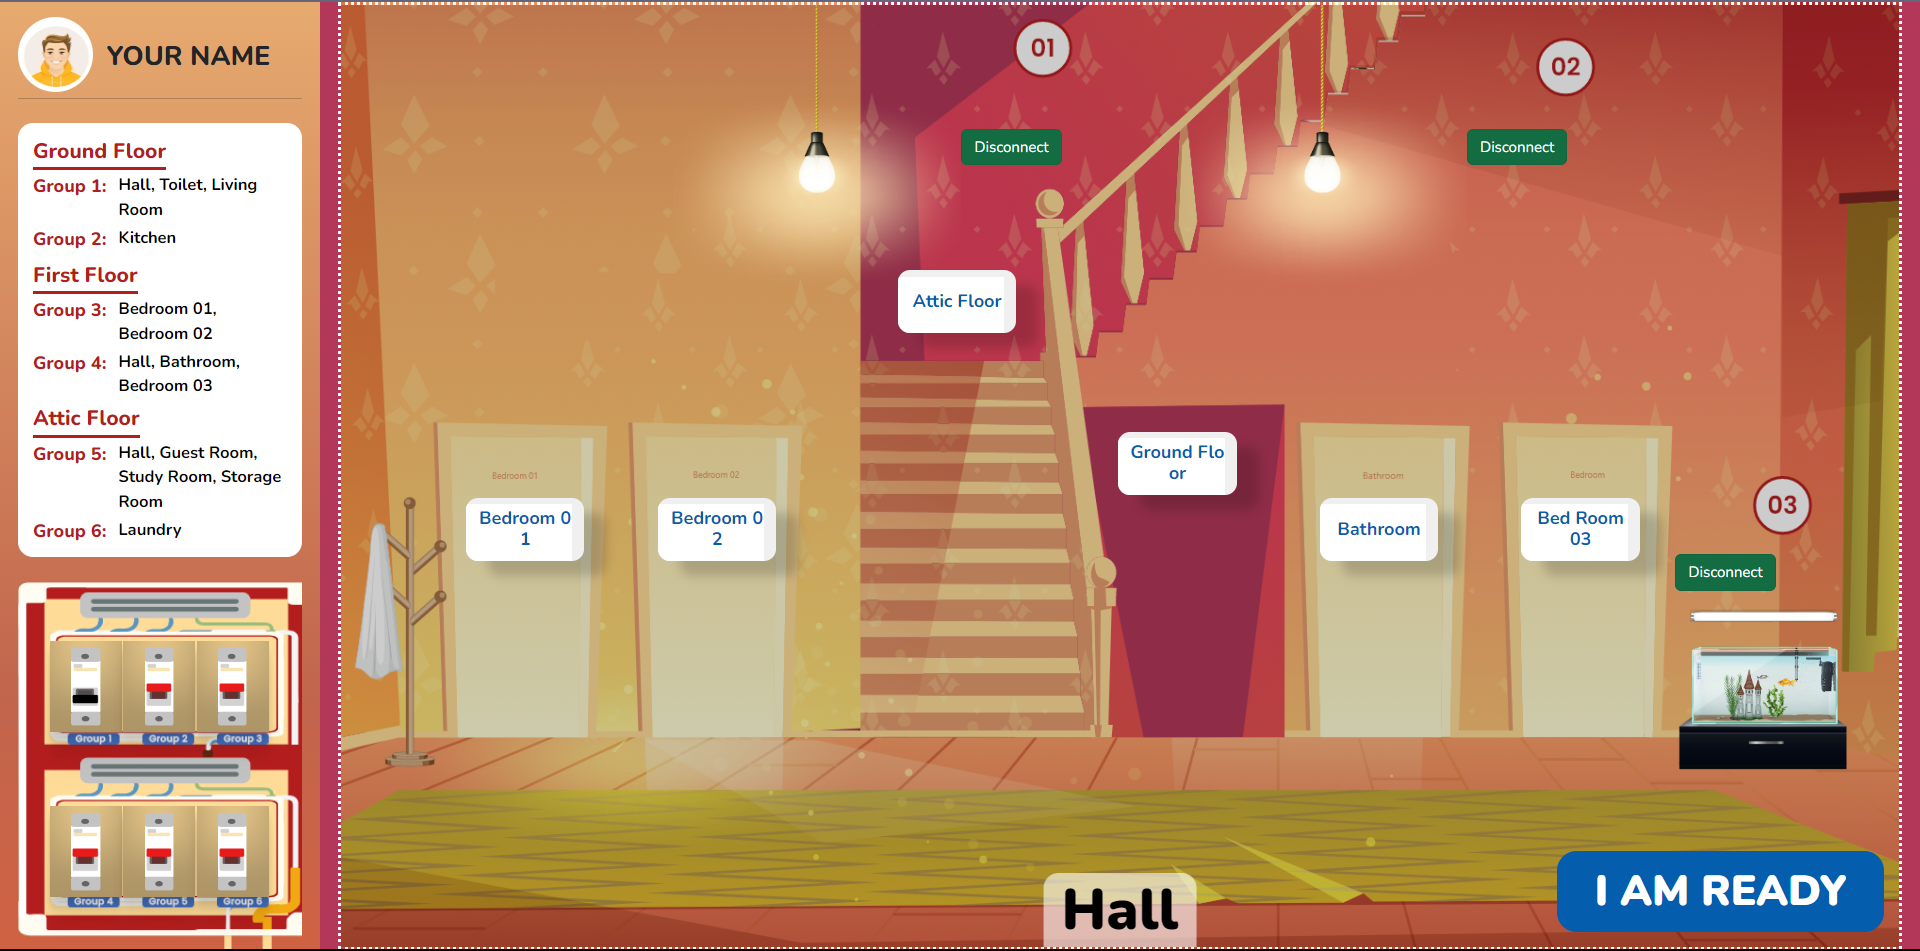 YOUR NAME
Ground Floor
Group 1: Hall, Toilet, Living
Room
Group 2: Kitchen
First Floor
Group 3: Bedroom 01,
Bedroom 02
Group 4: Hall, Bathroom,
Bedroom 03
Attic Floor
Group 5: Hall, Guest Room,
Study Room, Storage
Room
Group 6: Laundry
Group 1 Group 2 Group 3
Group 4 Group 5 Group 6
01
02
Disconnect
Disconnect
Attic Floor
Ground Flo
or
Bedroom 01
Bedroom 02
Bathroom
Bedroom
Bedroom 0
1
Bedroom 0
2
Bathroom
Bed Room
03
03
Disconnect
Hall
I AM READY